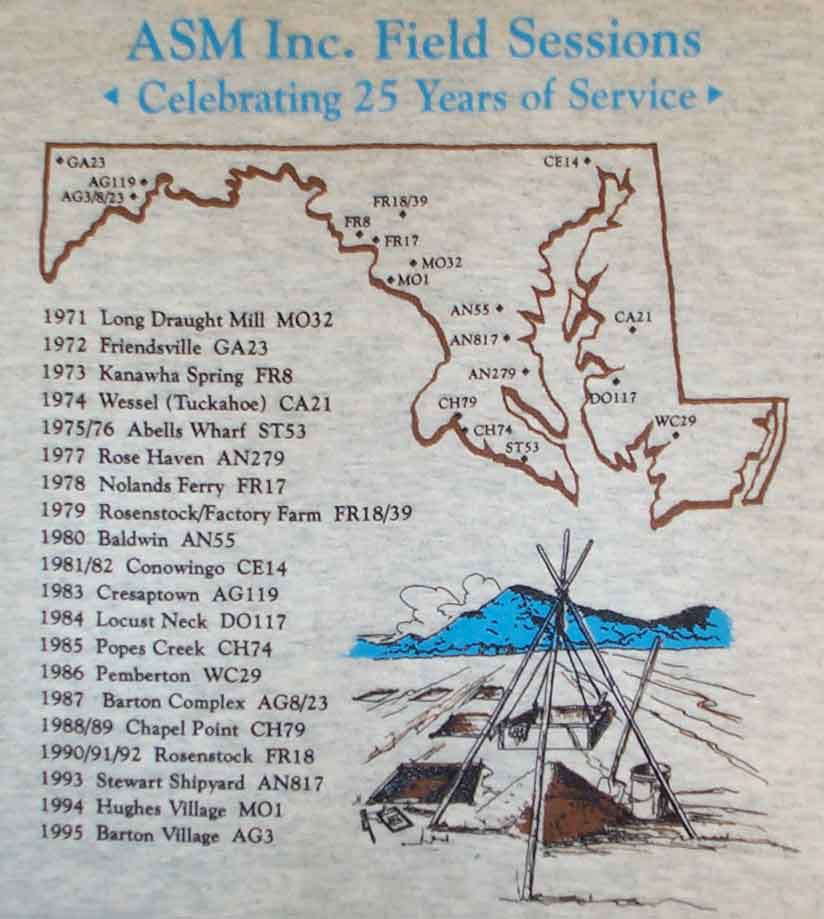 ASM Inc. Field Sessions
Celebrating 25 Years of Service
GA23
CE14
AG119
AG3/8/23
FR18/39
FR8
FR17
MO32
MO1
AN55
CA21
AN817
AN279
DO117
CH79
WC29
CH74
ST53
1971 Long Draught Mill MO32
1972 Friendsville GA23
1973 Kanawha Spring FR8
1974 Wessel (Tuckahoe) CA21
1975/76 Abells Wharf ST53
1977 Rose Haven AN279
1978 Nolands Ferry FR17
1979 Rosenstock/Factory Farm FR18/39
1980 Baldwin AN55
1981/82 Conowingo CE14
1983 Cresaptown AG119
1984 Locust Neck DO117
1985 Popes Creek CH74
1986 Pemberton WC29
1987 Barton Complex AG8/23
1988/89 Chapel Point CH79
1990/91/92 Rosenstock FR18
1993 Stewart Shipyard AN817
1994 Hughes Village MO1
1995 Barton Village AG3